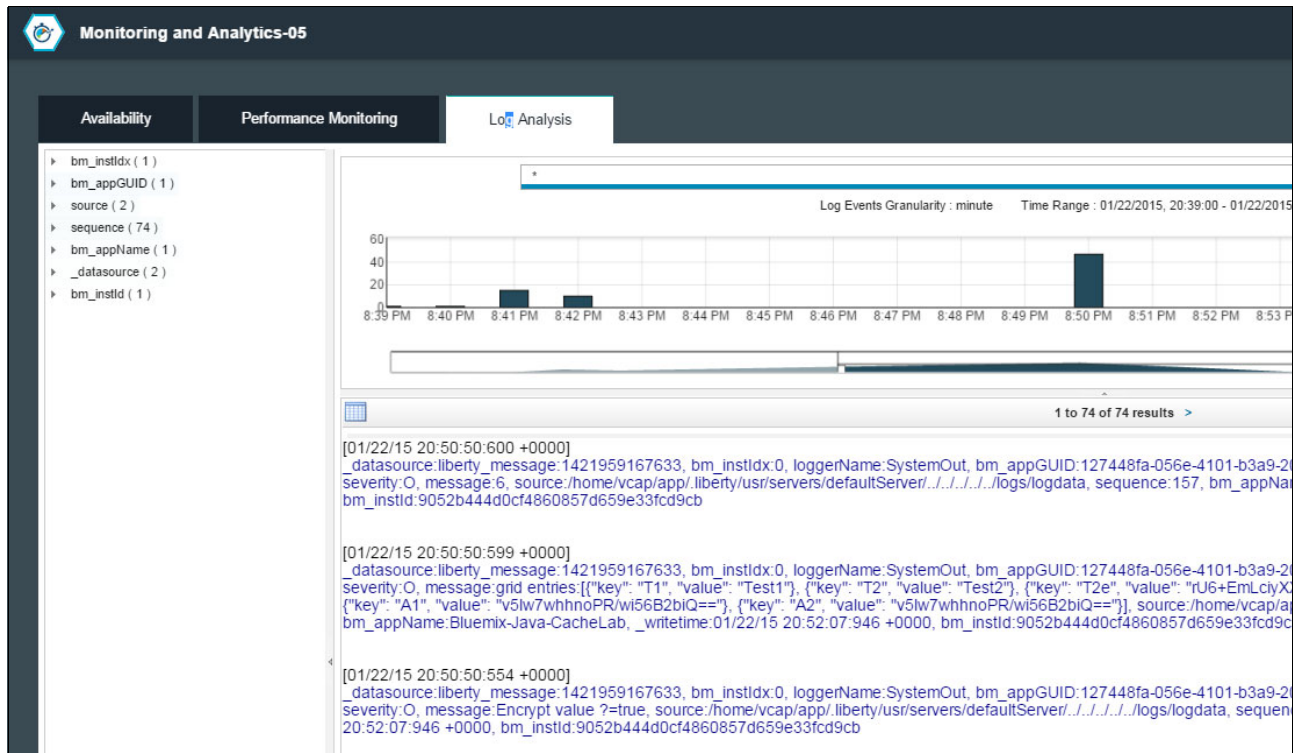 Monitoring and Analytics-05
Availability
Performance Monitoring
Log Analysis
bm_instIdx ( 1 )
bm_appGUID ( 1 )
source ( 2 )
sequence ( 74 )
bm_appName ( 1 )
_datasource ( 2 )
bm_instId ( 1 )
*
Log Events Granularity : minute Time Range : 01/22/2015, 20:39:00 - 01/22/2015
60
40
20
0
8:39 PM 8:40 PM 8:41 PM 8:42 PM 8:43 PM 8:44 PM 8:45 PM 8:46 PM 8:47 PM 8:48 PM 8:49 PM 8:50 PM 8:51 PM 8:52 PM 8:53 P
1 to 74 of 74 results >
[01/22/15 20:50:50:600 +0000]
_datasource:liberty_message:1421959167633, bm_instIdx:0, loggerName:SystemOut, bm_appGUID:127448fa-056e-4101-b3a9-20
severity:O, message:6, source:/home/vcap/app/.liberty/usr/servers/defaultServer/../../../../../logs/logdata, sequence:157, bm_appNa
bm_instId:9052b444d0cf4860857d659e33fcd9cb
[01/22/15 20:50:50:599 +0000]
_datasource:liberty_message:1421959167633, bm_instIdx:0, loggerName:SystemOut, bm_appGUID:127448fa-056e-4101-b3a9-20
severity:O, message:grid entries:[{"key": "T1", "value": "Test1"}, {"key": "T2", "value": "Test2"}, {"key": "T2e", "value": "rU6+EmLciyX
{"key": "A1", "value": "v5lw7whhnoPR/wi56B2biQ=="}, {"key": "A2", "value": "v5lw7whhnoPR/wi56B2biQ=="}], source:/home/vcap/a
bm_appName:Bluemix-Java-CacheLab, _writetime:01/22/15 20:52:07:946 +0000, bm_instId:9052b444d0cf4860857d659e33fcd9c
[01/22/15 20:50:50:554 +0000]
_datasource:liberty_message:1421959167633, bm_instIdx:0, loggerName:SystemOut, bm_appGUID:127448fa-056e-4101-b3a9-20
severity:O, message:Encrypt value ?=true, source:/home/vcap/app/.liberty/usr/servers/defaultServer/../../../../../logs/logdata, sequen
20:52:07:946 +0000, bm_instId:9052b444d0cf4860857d659e33fcd9cb